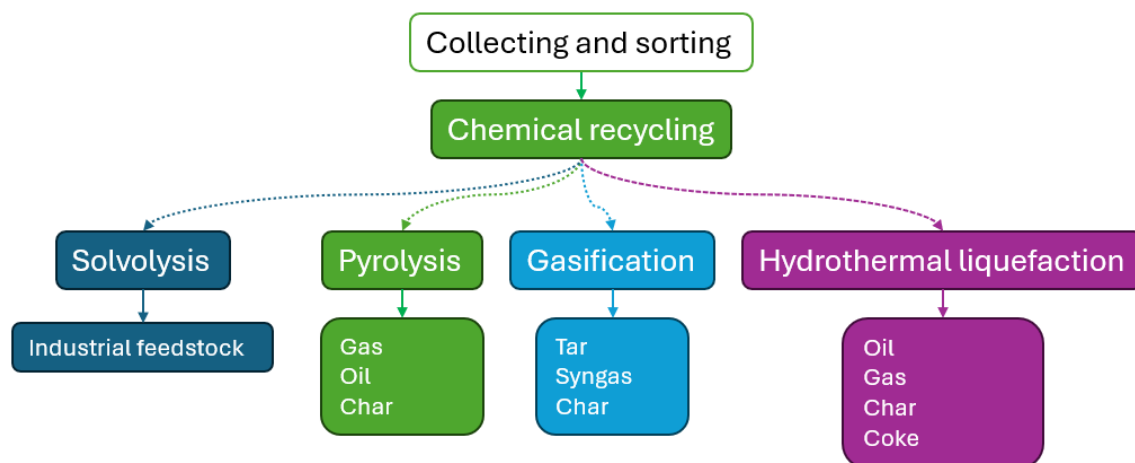 Collecting and sorting
Chemical recycling
Solvolysis
Pyrolysis
Gasification
Hydrothermal liquefaction
Industrial feedstock
Gas
Oil
Char
Tar
Syngas
Char
Oil
Gas
Char
Coke